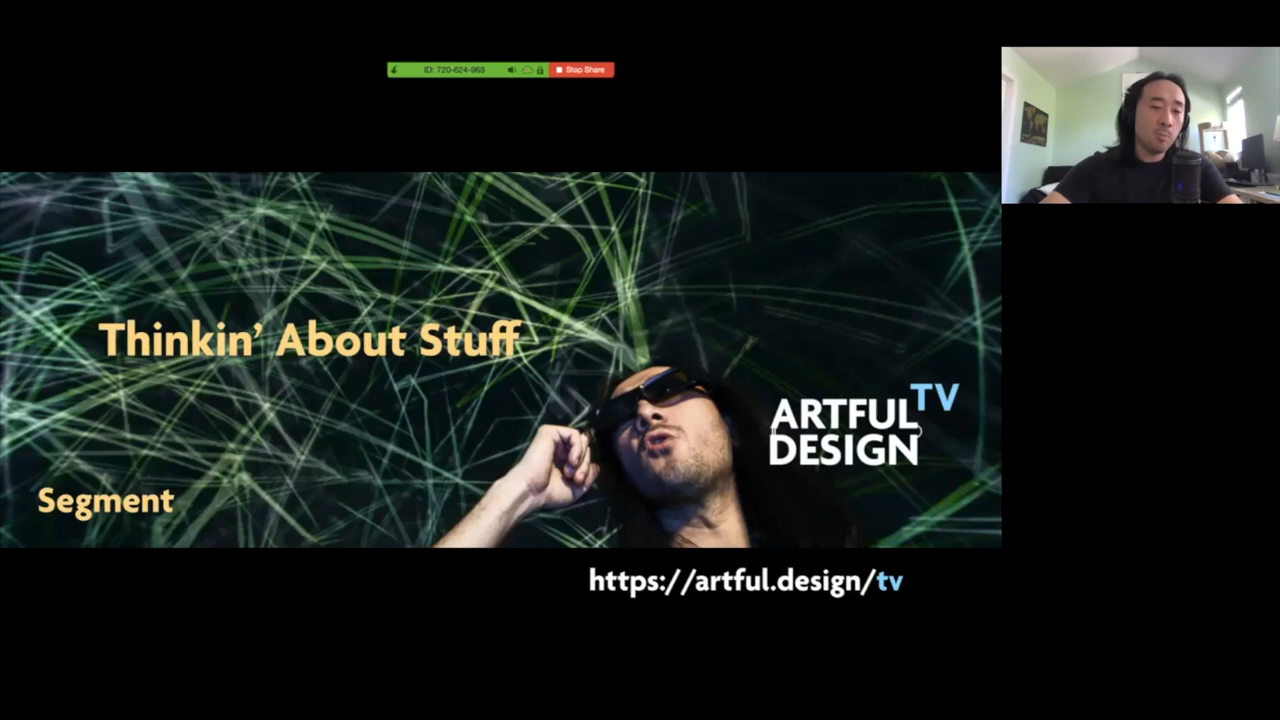 ID: 720-624-968
Stop Share
Thinkin’ About Stuff
ARTFUL TV
DESIGN
Segment
https://artful.design/tv